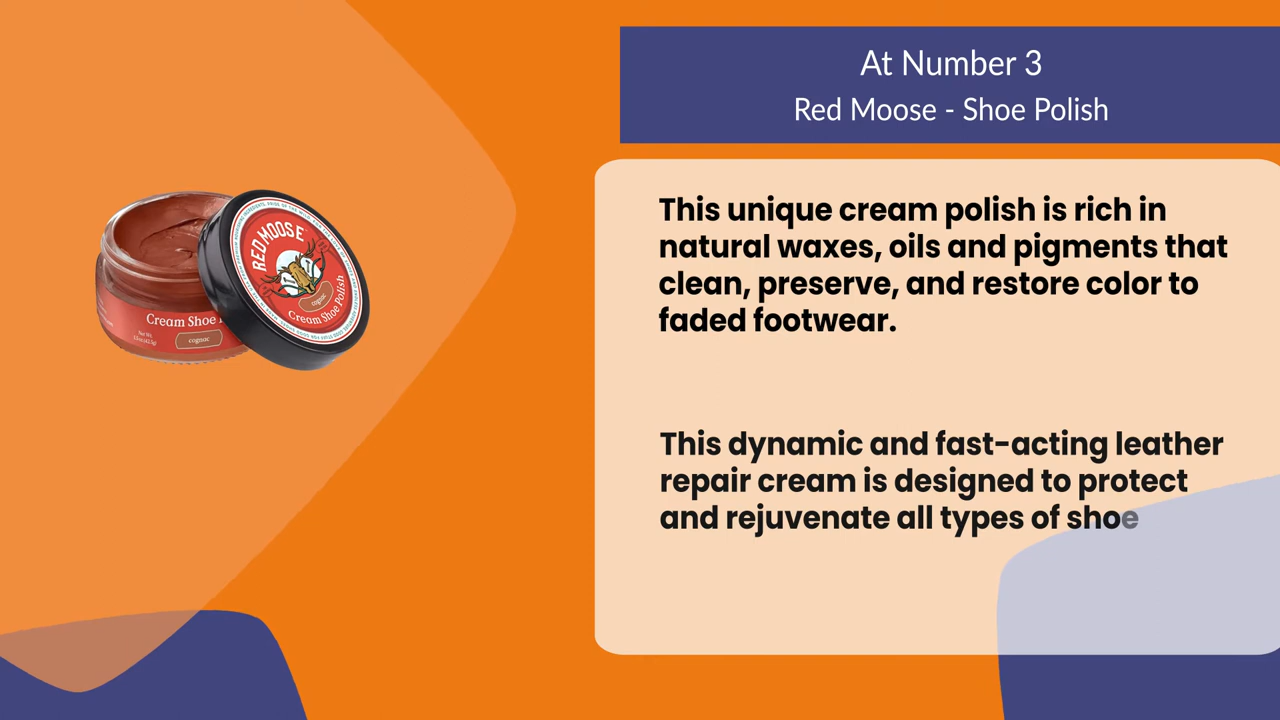 At Number 3
Red Moose - Shoe Polish
This unique cream polish is rich in
natural waxes, oils and pigments that
clean, preserve, and restore color to
faded footwear.
This dynamic and fast-acting leather
repair cream is designed to protect
and rejuvenate all types of shoe
RED MOOSE
cognac
Cream Shoe Polish
Cream Shoe
Net Wt.
cognac